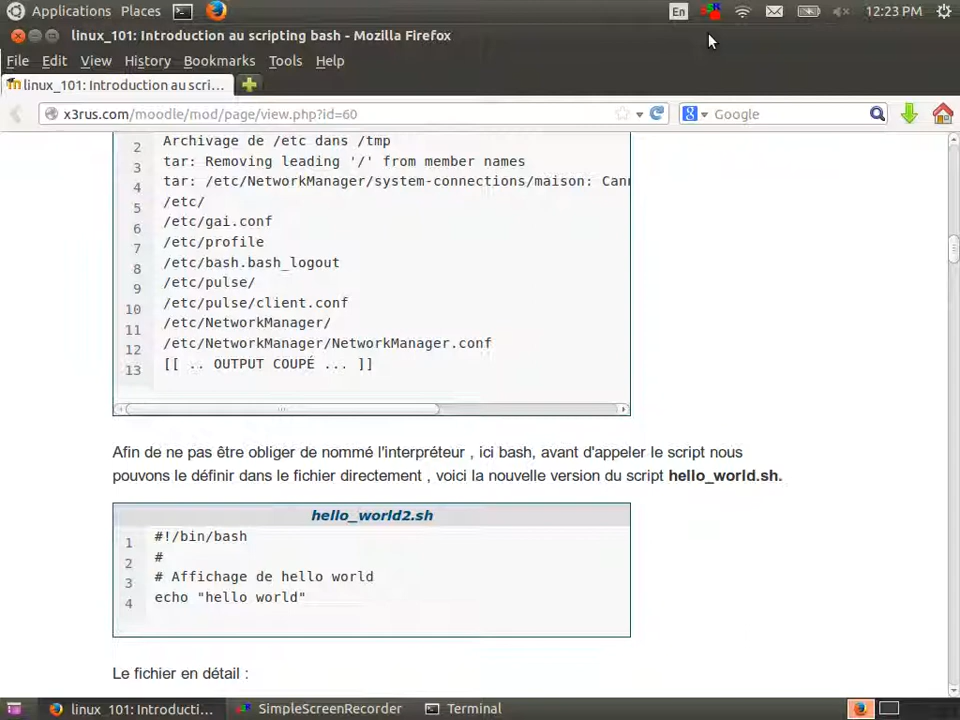 Applications Places En 12:23 PM
linux_101: Introduction au scripting bash - Mozilla Firefox
File Edit View History Bookmarks Tools Help
linux_101: Introduction au scri...
x3rus.com/moodle/mod/page/view.php?id=60 Google
2 Archivage de /etc dans /tmp
3 tar: Removing leading '/' from member names
4 tar: /etc/NetworkManager/system-connections/maison: Cann
5 /etc/
6 /etc/gai.conf
7 /etc/profile
8 /etc/bash.bash_logout
9 /etc/pulse/
10 /etc/pulse/client.conf
11 /etc/NetworkManager/
12 /etc/NetworkManager/NetworkManager.conf
13 [[ .. OUTPUT COUPÉ ... ]]
Afin de ne pas être obliger de nommé l'interpréteur , ici bash, avant d'appeler le script nous
pouvons le définir dans le fichier directement , voici la nouvelle version du script hello_world.sh.
hello_world2.sh
1 #!/bin/bash
2 #
3 # Affichage de hello world
4 echo "hello world"
Le fichier en détail :
linux_101: Introducti... SimpleScreenRecorder Terminal